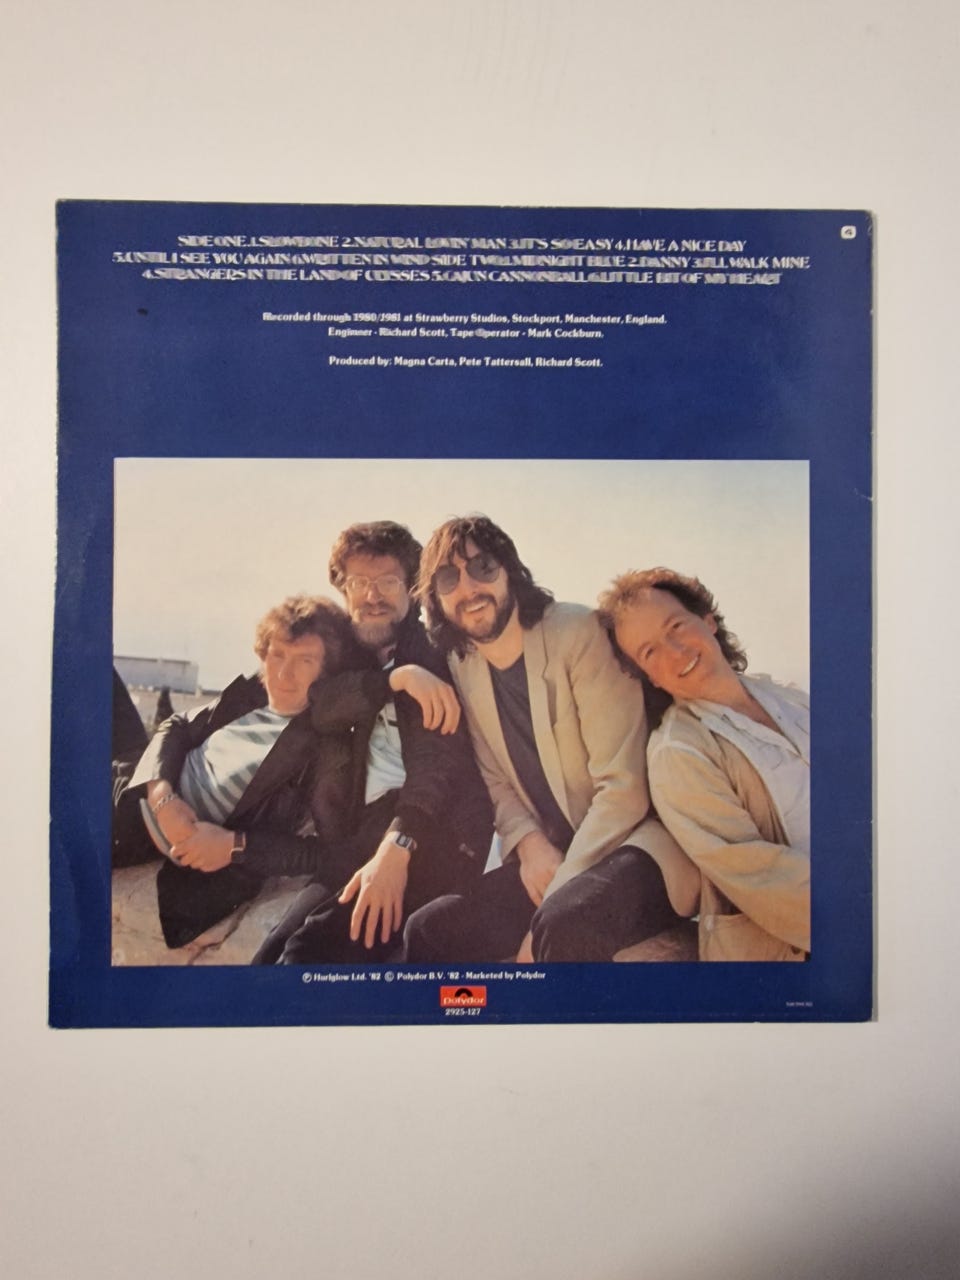 SIDE ONE.1.SLOWBONE 2.NATURAL LOVIN' MAN 3.IT'S SO EASY 4.HAVE A NICE DAY
5.UNTIL I SEE YOU AGAIN 6.WRITTEN IN WIND SIDE TWO.1.MIDNIGHT BLUE 2.DANNY 3.I'LL WALK MINE
4.STRANGERS IN THE LAND OF ULYSSES 5.CAJUN CANNONBALL 6.LITTLE BIT OF MY HEART
4
Recorded through 1980/1981 at Strawberry Studios, Stockport, Manchester, England.
Engineer - Richard Scott, Tape Operator - Mark Cockburn.
Produced by: Magna Carta, Pete Tattersall, Richard Scott.
Ⓟ Hurlglow Ltd. '82 © Polydor B.V. '82 - Marketed by Polydor
Polydor
2925-127